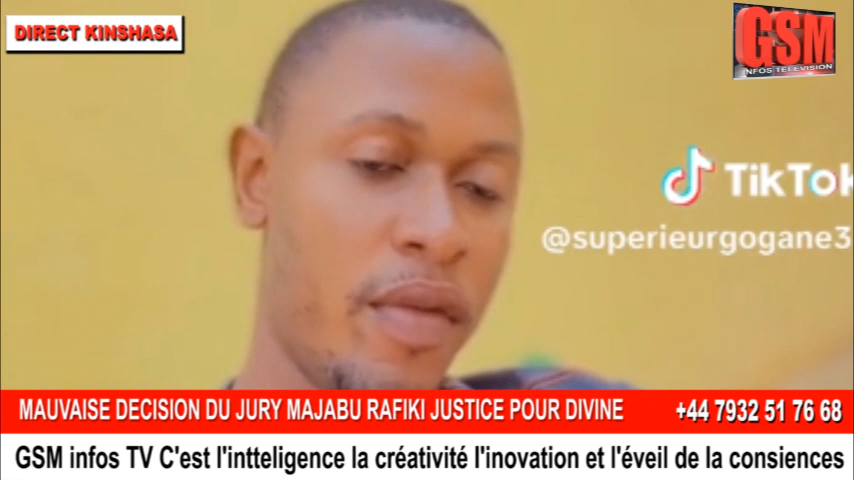 DIRECT KINSHASA
GSM
INFOS TELEVISION
TikTok
@superieurgogane3
MAUVAISE DECISION DU JURY MAJABU RAFIKI JUSTICE POUR DIVINE
+44 7932 51 76 68
GSM infos TV C'est l'intteligence la créativité l'inovation et l'éveil de la consiences